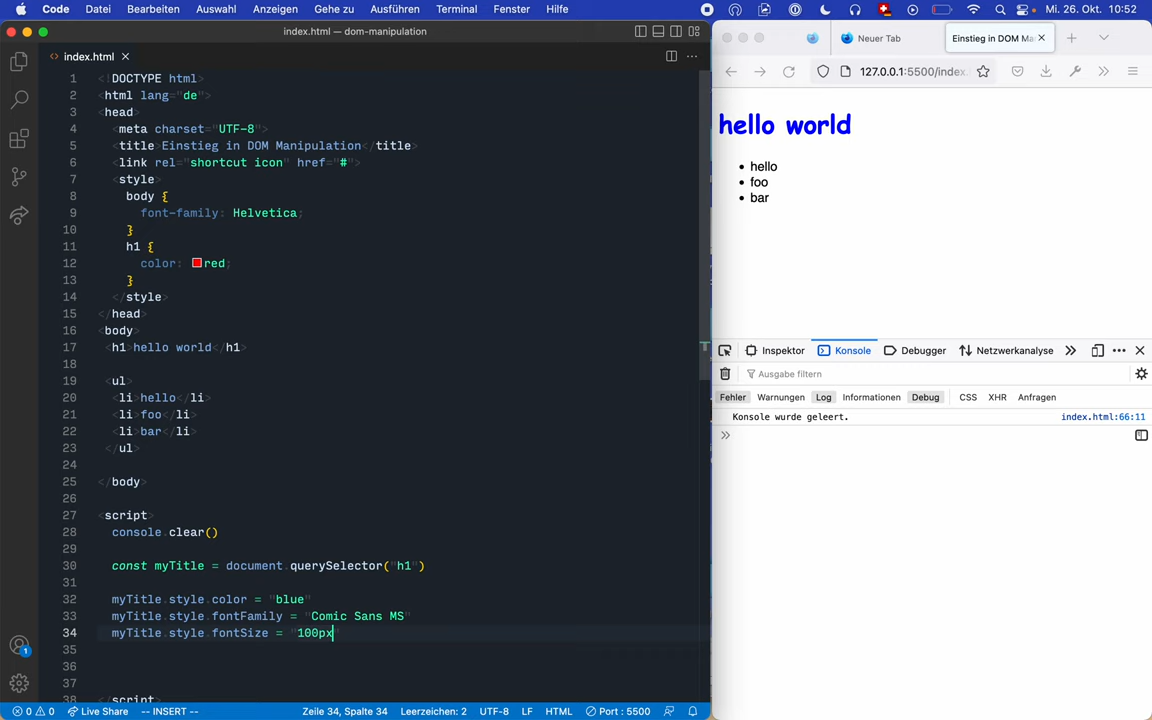 Code Datei Bearbeiten Auswahl Anzeigen Gehe zu Ausführen Terminal Fenster Hilfe Mi. 26. Okt. 10:52
index.html — dom-manipulation
Neuer Tab
Einstieg in DOM Ma
<> index.html
127.0.0.1:5500/index.
1 <!DOCTYPE html>
2 <html lang="de">
3 <head>
4 <meta charset="UTF-8">
5 <title>Einstieg in DOM Manipulation</title>
6 <link rel="shortcut icon" href="#">
7 <style>
8 body {
9 font-family: Helvetica;
10 }
11 h1 {
12 color: red;
13 }
14 </style>
15 </head>
16 <body>
17 <h1>hello world</h1>
18
19 <ul>
20 <li>hello</li>
21 <li>foo</li>
22 <li>bar</li>
23 </ul>
24
25 </body>
26
27 <script>
28 console.clear()
29
30 const myTitle = document.querySelector("h1")
31
32 myTitle.style.color = "blue"
33 myTitle.style.fontFamily = "Comic Sans MS"
34 myTitle.style.fontSize = "100px"
35
36
37
38 </script>
hello world
• hello
• foo
• bar
Inspektor Konsole Debugger Netzwerkanalyse
Ausgabe filtern
Fehler Warnungen Log Informationen Debug CSS XHR Anfragen
Konsole wurde geleert. index.html:66:11
1
0 0 Live Share -- INSERT -- Zeile 34, Spalte 34 Leerzeichen: 2 UTF-8 LF HTML Port : 5500